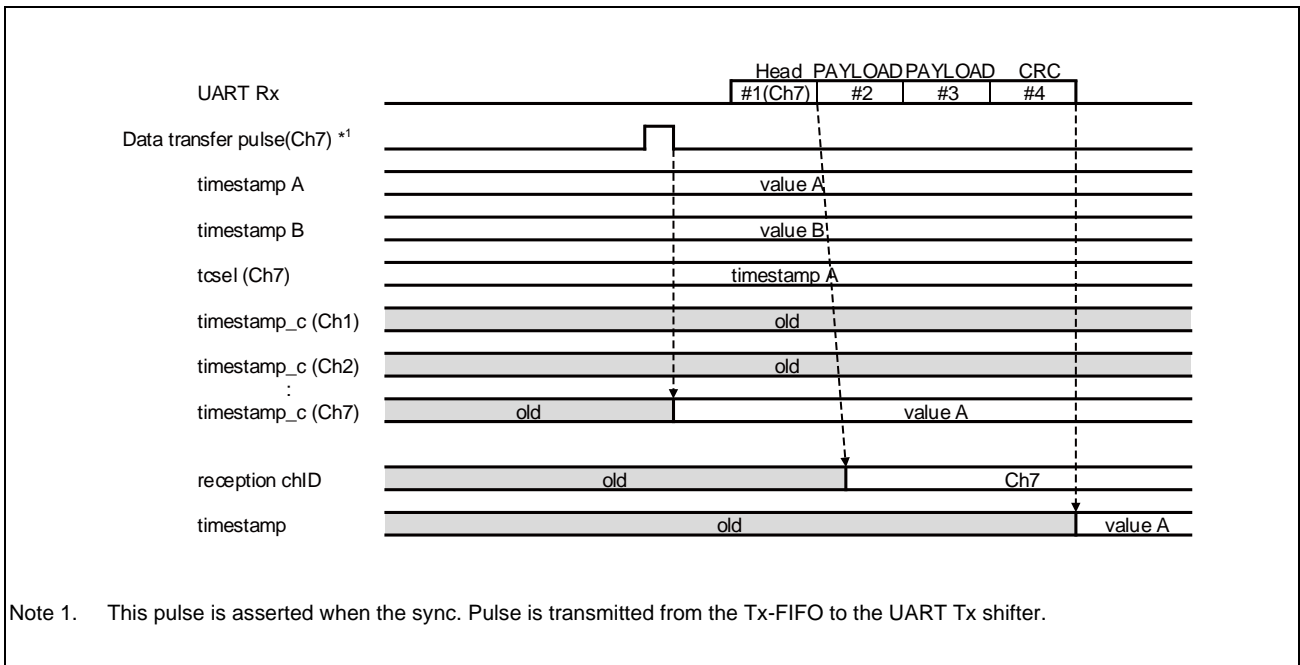 Head PAYLOAD PAYLOAD CRC
UART Rx #1(Ch7) #2 #3 #4
Data transfer pulse(Ch7) *1
timestamp A value A
timestamp B value B
tcsel (Ch7) timestamp A
timestamp_c (Ch1) old
timestamp_c (Ch2) old
:
timestamp_c (Ch7) old value A
reception chID old Ch7
timestamp old value A
Note 1. This pulse is asserted when the sync. Pulse is transmitted from the Tx-FIFO to the UART Tx shifter.